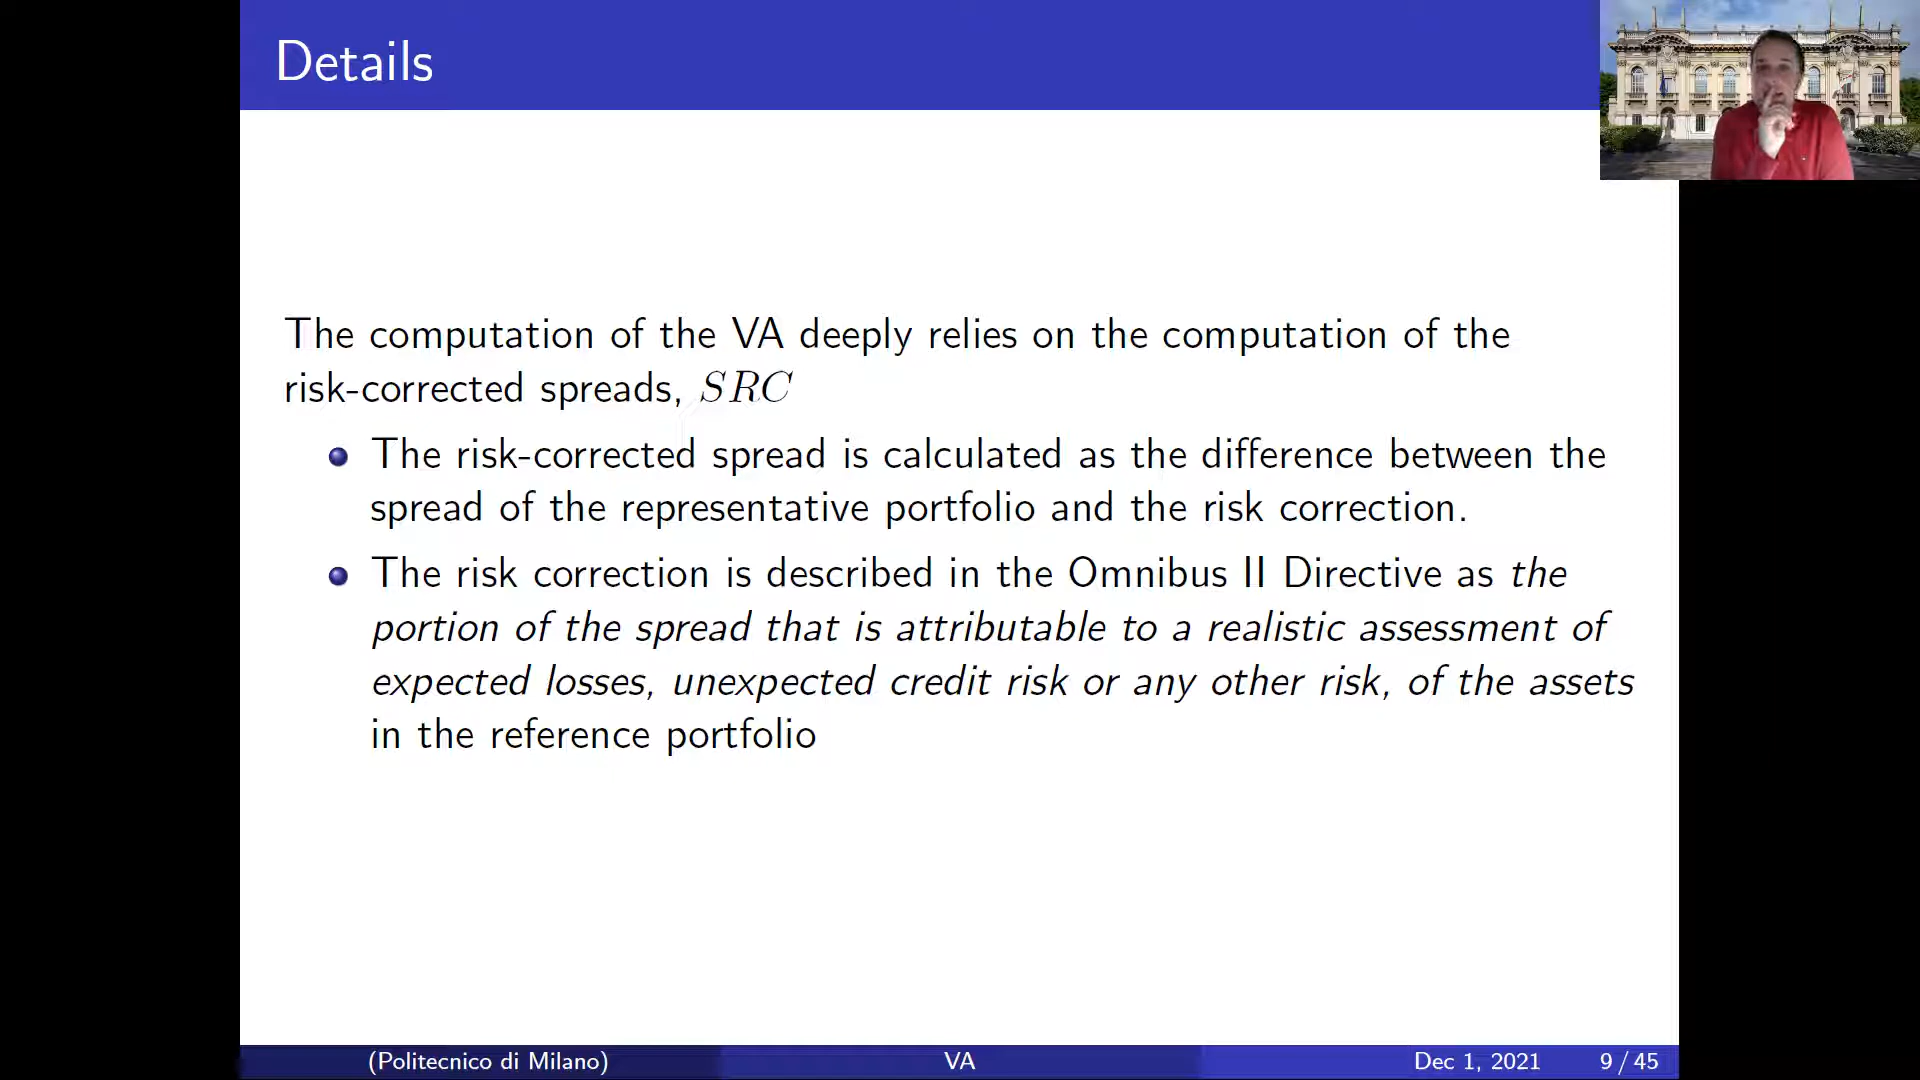 Details
The computation of the VA deeply relies on the computation of the
risk-corrected spreads, SRC
The risk-corrected spread is calculated as the difference between the
spread of the representative portfolio and the risk correction.
The risk correction is described in the Omnibus II Directive as the
portion of the spread that is attributable to a realistic assessment of
expected losses, unexpected credit risk or any other risk, of the assets
in the reference portfolio
(Politecnico di Milano) VA Dec 1, 2021 9 / 45